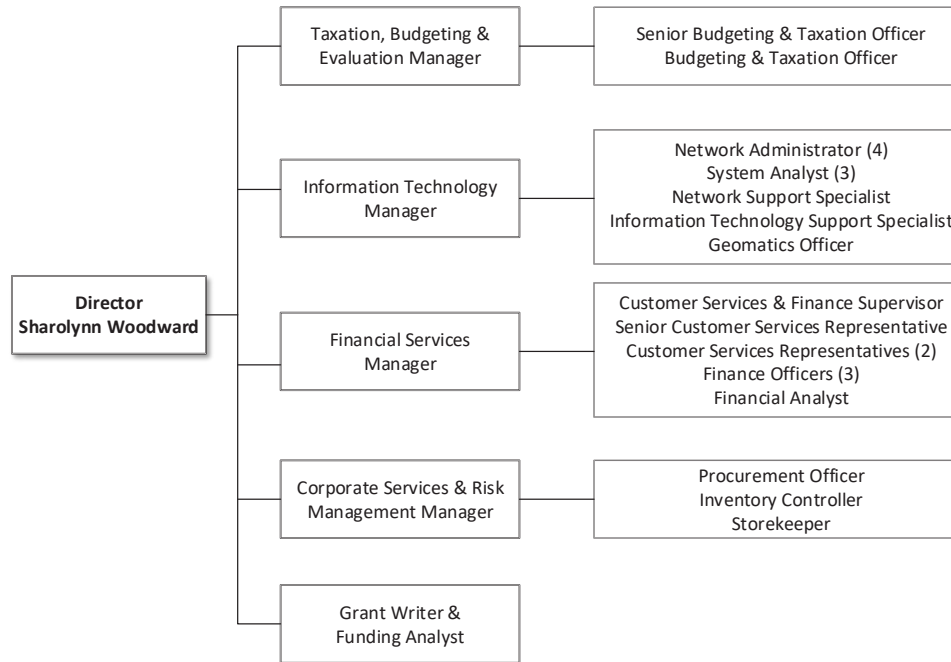 Taxation, Budgeting &
Evaluation Manager
Senior Budgeting & Taxation Officer
Budgeting & Taxation Officer
Information Technology
Manager
Network Administrator (4)
System Analyst (3)
Network Support Specialist
Information Technology Support Specialist
Geomatics Officer
Director
Sharolynn Woodward
Financial Services
Manager
Customer Services & Finance Supervisor
Senior Customer Services Representative
Customer Services Representatives (2)
Finance Officers (3)
Financial Analyst
Corporate Services & Risk
Management Manager
Procurement Officer
Inventory Controller
Storekeeper
Grant Writer &
Funding Analyst